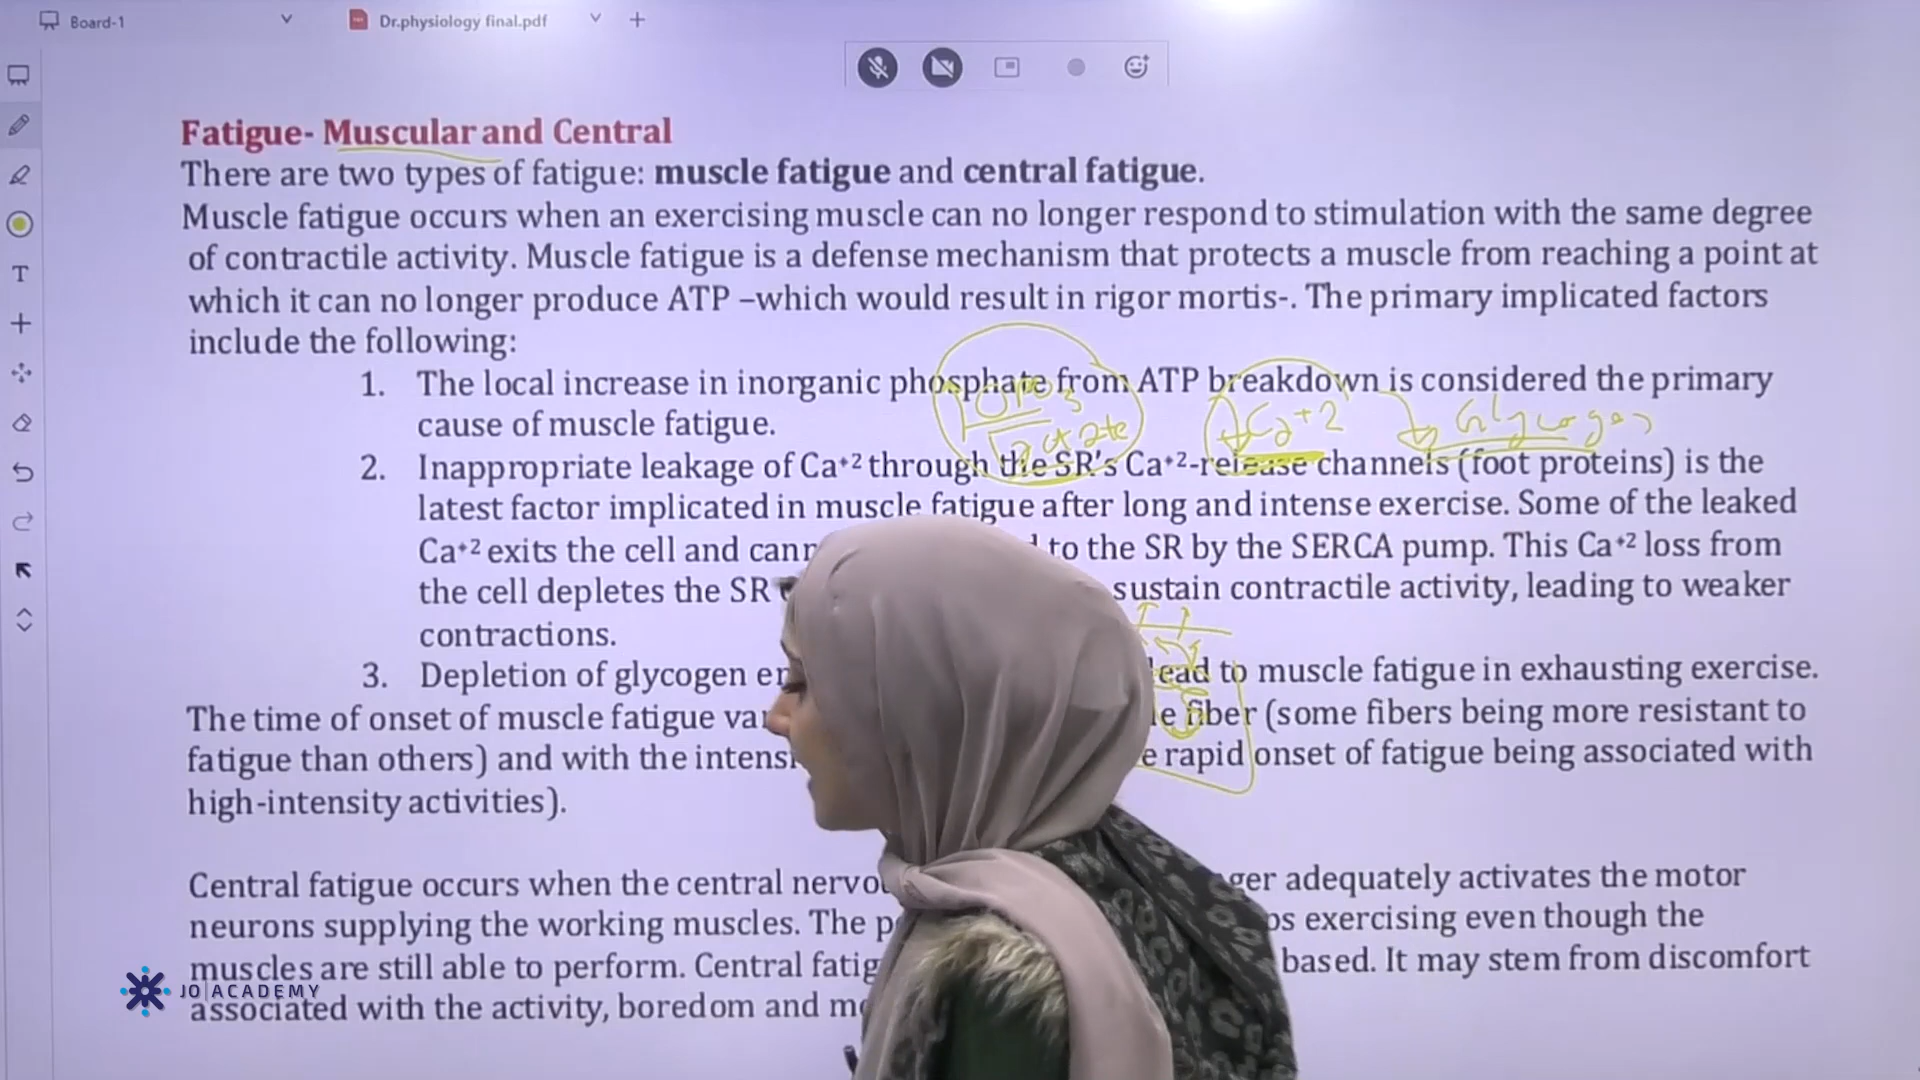 Board-1
Dr.physiology final.pdf
Fatigue- Muscular and Central
There are two types of fatigue: muscle fatigue and central fatigue.
Muscle fatigue occurs when an exercising muscle can no longer respond to stimulation with the same degree
of contractile activity. Muscle fatigue is a defense mechanism that protects a muscle from reaching a point at
which it can no longer produce ATP –which would result in rigor mortis-. The primary implicated factors
include the following:
1. The local increase in inorganic phosphate from ATP breakdown is considered the primary
cause of muscle fatigue.
Ca+2 Glycogen
2. Inappropriate leakage of Ca+2 through the SR's Ca+2-release channels (foot proteins) is the
latest factor implicated in muscle fatigue after long and intense exercise. Some of the leaked
Ca+2 exits the cell and to the SR by the SERCA pump. This Ca+2 loss from
the cell depletes the SR sustain contractile activity, leading to weaker
contractions.
3. Depletion of glycogen lead to muscle fatigue in exhausting exercise.
The time of onset of muscle fatigue fiber (some fibers being more resistant to
fatigue than others) and with the rapid onset of fatigue being associated with
high-intensity activities).
Central fatigue occurs when the central adequately activates the motor
neurons supplying the working muscles. The exercising even though the
muscles are still able to perform. Central based. It may stem from discomfort
associated with the activity, boredom and
JO ACADEMY